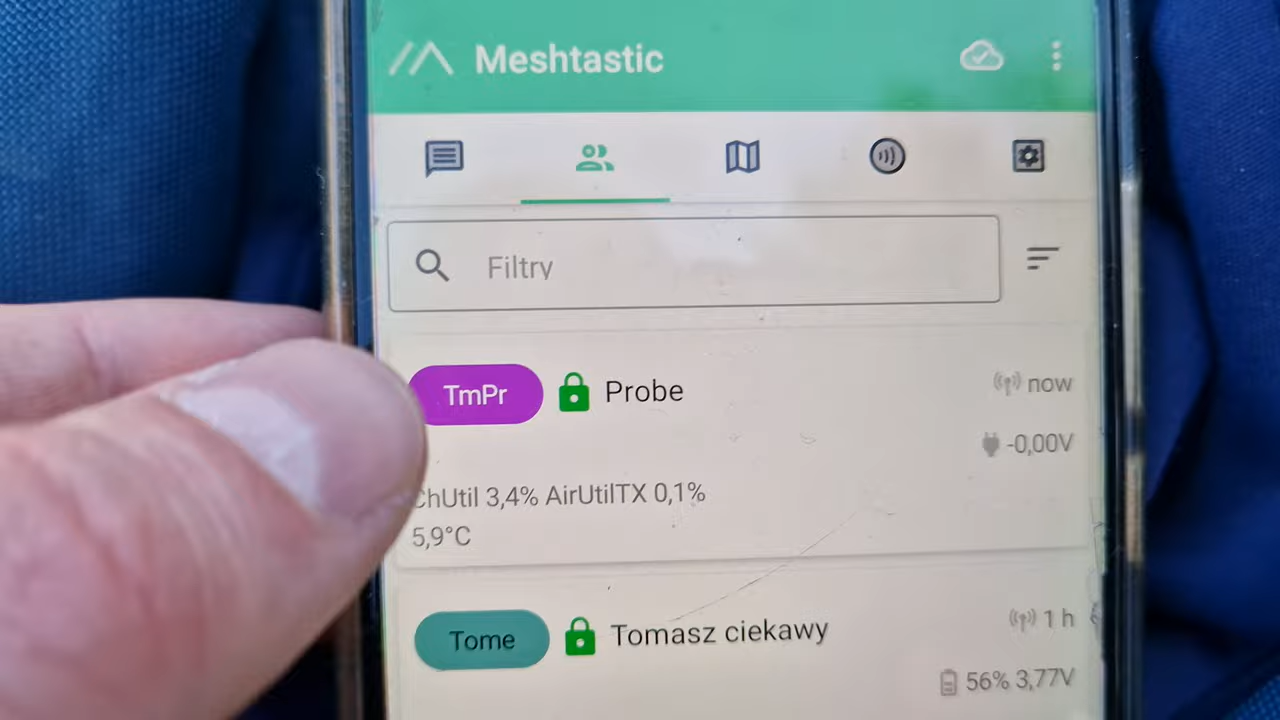 Meshtastic
Filtry
TmPr Probe now
-0,00V
ChUtil 3,4% AirUtilTX 0,1%
5,9°C
Tome Tomasz ciekawy 1 h
56% 3,77V